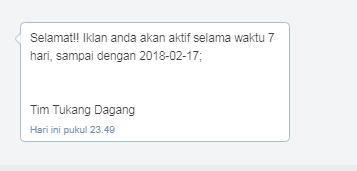 Selamat!! Iklan anda akan aktif selama waktu 7
hari, sampai dengan 2018-02-17;
Tim Tukang Dagang
Hari ini pukul 23.49